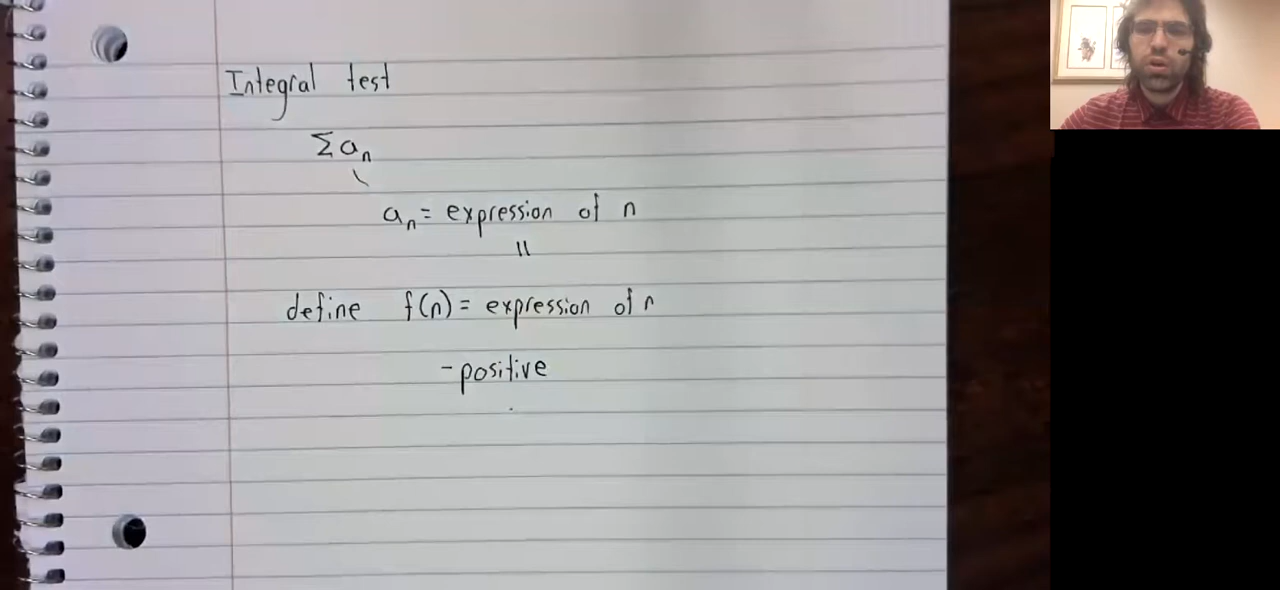 Integral test
Σaₙ
aₙ = expression of n
||
define f(n) = expression of n
- positive